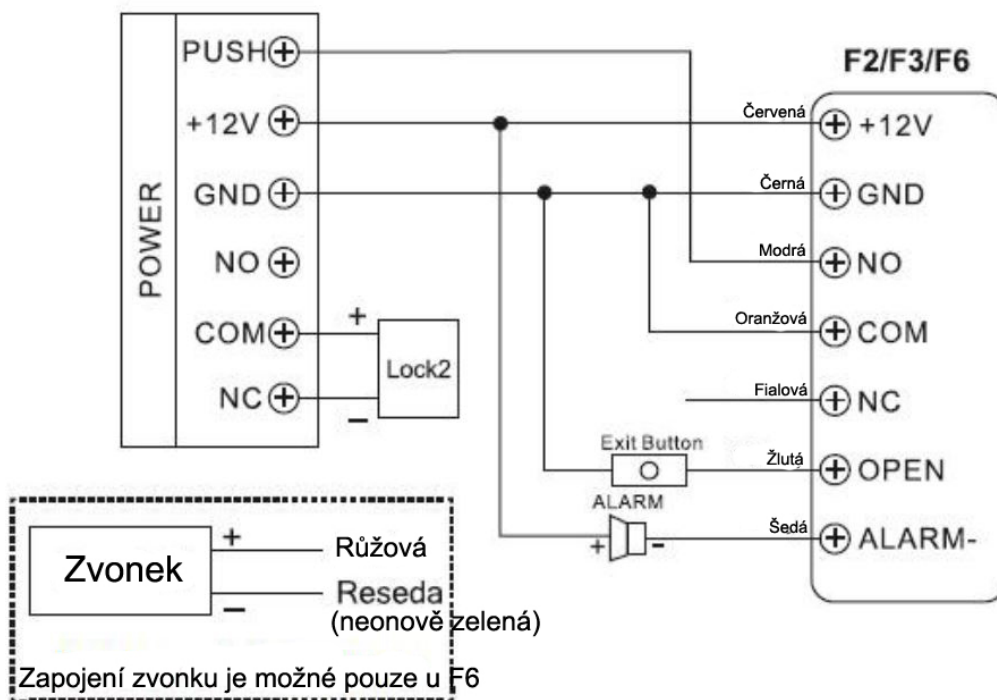 POWER
PUSH
+12V
GND
NO
COM
NC
+
Lock2
−
F2/F3/F6
Červená
+12V
Černá
GND
Modrá
NO
Oranžová
COM
Fialová
NC
Exit Button
Žlutá
OPEN
ALARM
+
-
Šedá
ALARM-
Zvonek
+
Růžová
−
Reseda
(neonově zelená)
Zapojení zvonku je možné pouze u F6